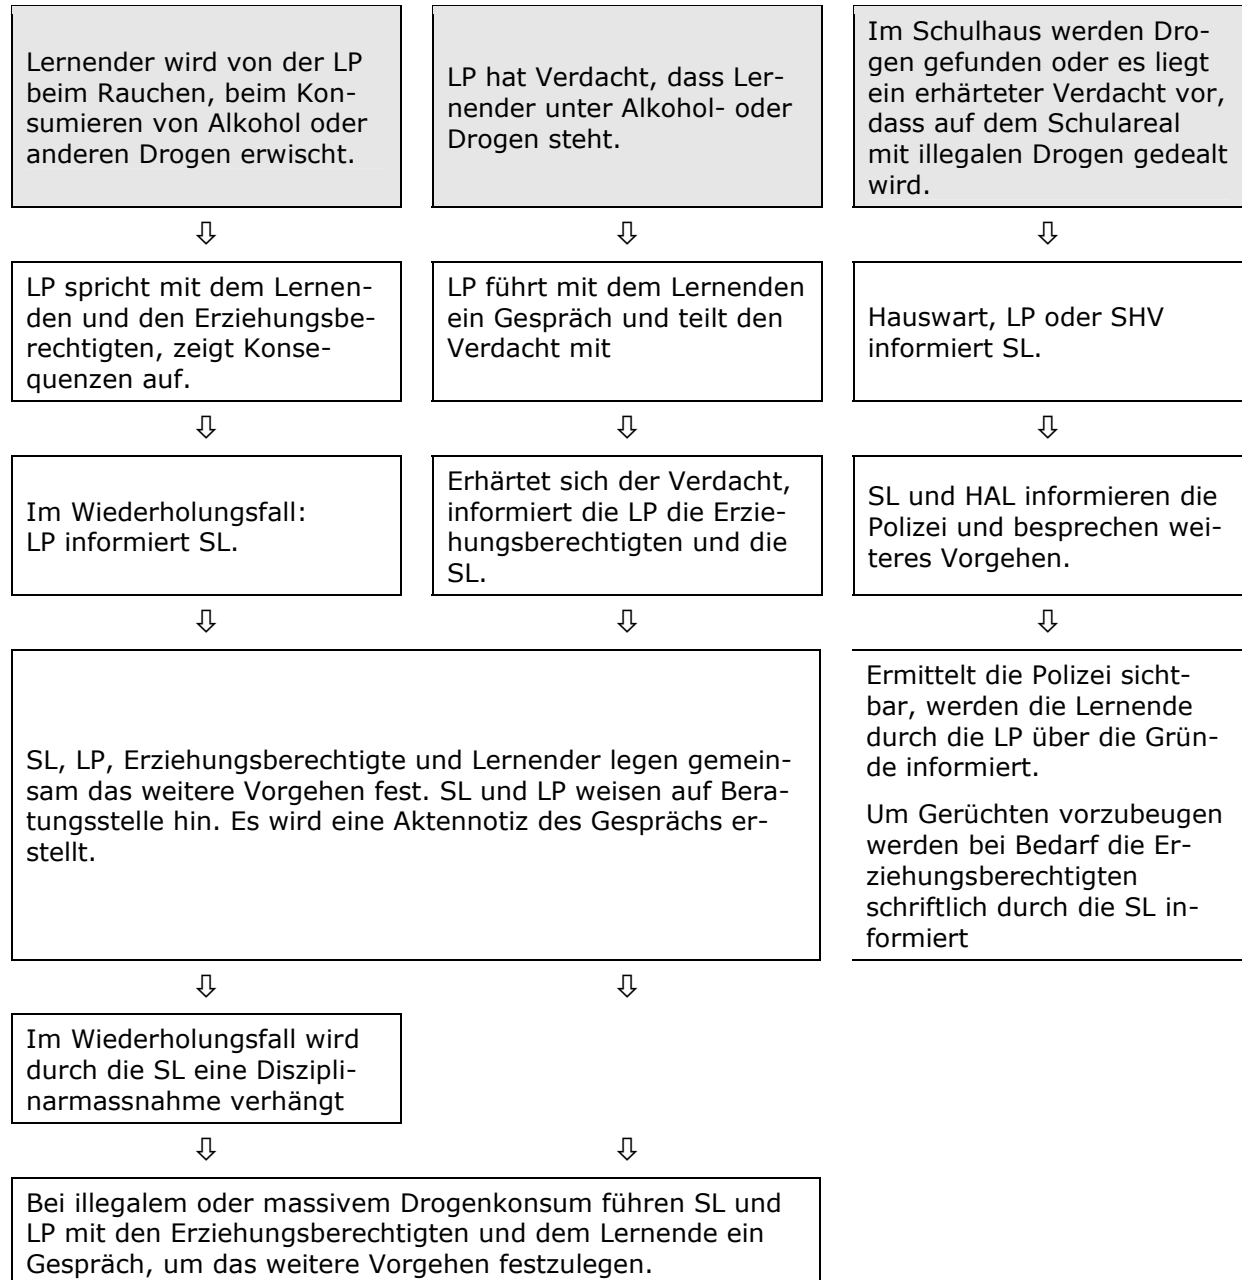 Lernender wird von der LP
beim Rauchen, beim Kon-
sumieren von Alkohol oder
anderen Drogen erwischt.
LP hat Verdacht, dass Ler-
nender unter Alkohol- oder
Drogen steht.
Im Schulhaus werden Dro-
gen gefunden oder es liegt
ein erhärteter Verdacht vor,
dass auf dem Schulareal
mit illegalen Drogen gedealt
wird.
⇩ ⇩ ⇩
LP spricht mit dem Lernen-
den und den Erziehungsbe-
rechtigten, zeigt Konse-
quenzen auf.
LP führt mit dem Lernenden
ein Gespräch und teilt den
Verdacht mit
Hauswart, LP oder SHV
informiert SL.
⇩ ⇩ ⇩
Im Wiederholungsfall:
LP informiert SL.
Erhärtet sich der Verdacht,
informiert die LP die Erzie-
hungsberechtigten und die
SL.
SL und HAL informieren die
Polizei und besprechen wei-
teres Vorgehen.
⇩ ⇩ ⇩
SL, LP, Erziehungsberechtigte und Lernender legen gemein-
sam das weitere Vorgehen fest. SL und LP weisen auf Bera-
tungsstelle hin. Es wird eine Aktennotiz des Gesprächs er-
stellt.
Ermittelt die Polizei sicht-
bar, werden die Lernende
durch die LP über die Grün-
de informiert.
Um Gerüchten vorzubeugen
werden bei Bedarf die Er-
ziehungsberechtigten
schriftlich durch die SL in-
formiert
⇩ ⇩
Im Wiederholungsfall wird
durch die SL eine Diszipli-
narmassnahme verhängt
⇩ ⇩
Bei illegalem oder massivem Drogenkonsum führen SL und
LP mit den Erziehungsberechtigten und dem Lernende ein
Gespräch, um das weitere Vorgehen festzulegen.